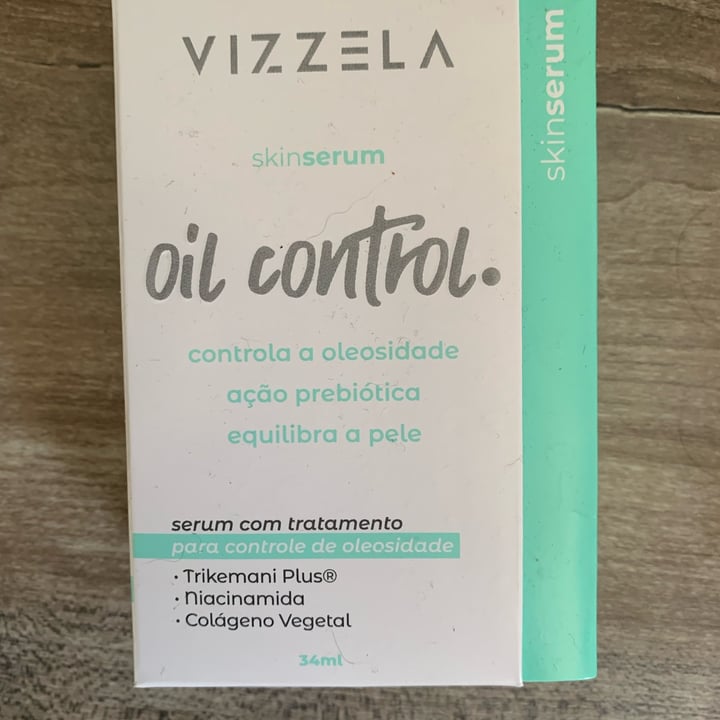 VIZZELA
skinserum
oil control.
controla a oleosidade
ação prebiótica
equilibra a pele
serum com tratamento
para controle de oleosidade
• Trikemani Plus®
• Niacinamida
• Colágeno Vegetal
34ml
skinserum